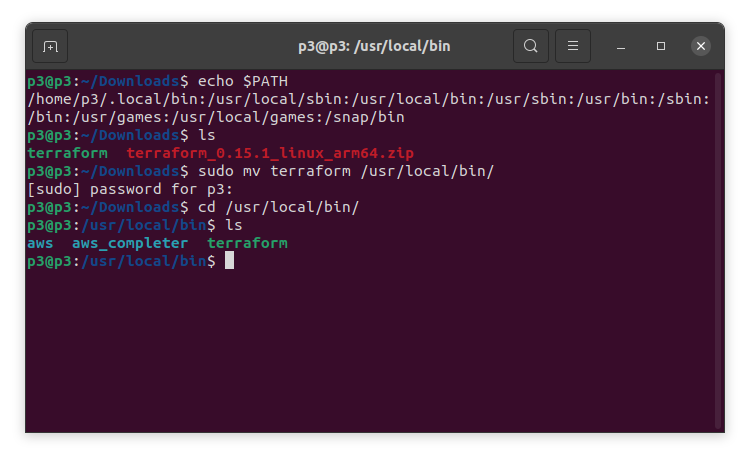 p3@p3: /usr/local/bin
p3@p3:~/Downloads$ echo $PATH
/home/p3/.local/bin:/usr/local/sbin:/usr/local/bin:/usr/sbin:/usr/bin:/sbin:
/bin:/usr/games:/usr/local/games:/snap/bin
p3@p3:~/Downloads$ ls
terraform  terraform_0.15.1_linux_arm64.zip
p3@p3:~/Downloads$ sudo mv terraform /usr/local/bin/
[sudo] password for p3:
p3@p3:~/Downloads$ cd /usr/local/bin/
p3@p3:/usr/local/bin$ ls
aws  aws_completer  terraform
p3@p3:/usr/local/bin$